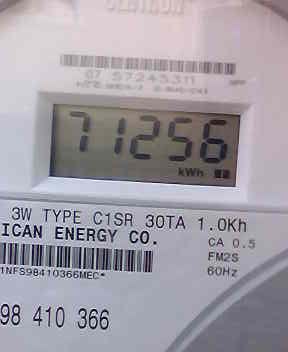 CENTRON
07 57245311
71256
kWh
3W TYPE C1SR 30TA 1.0Kh
ICAN ENERGY CO.
CA 0.5
FM2S
1NFS98410366MEC*
60Hz
98 410 366